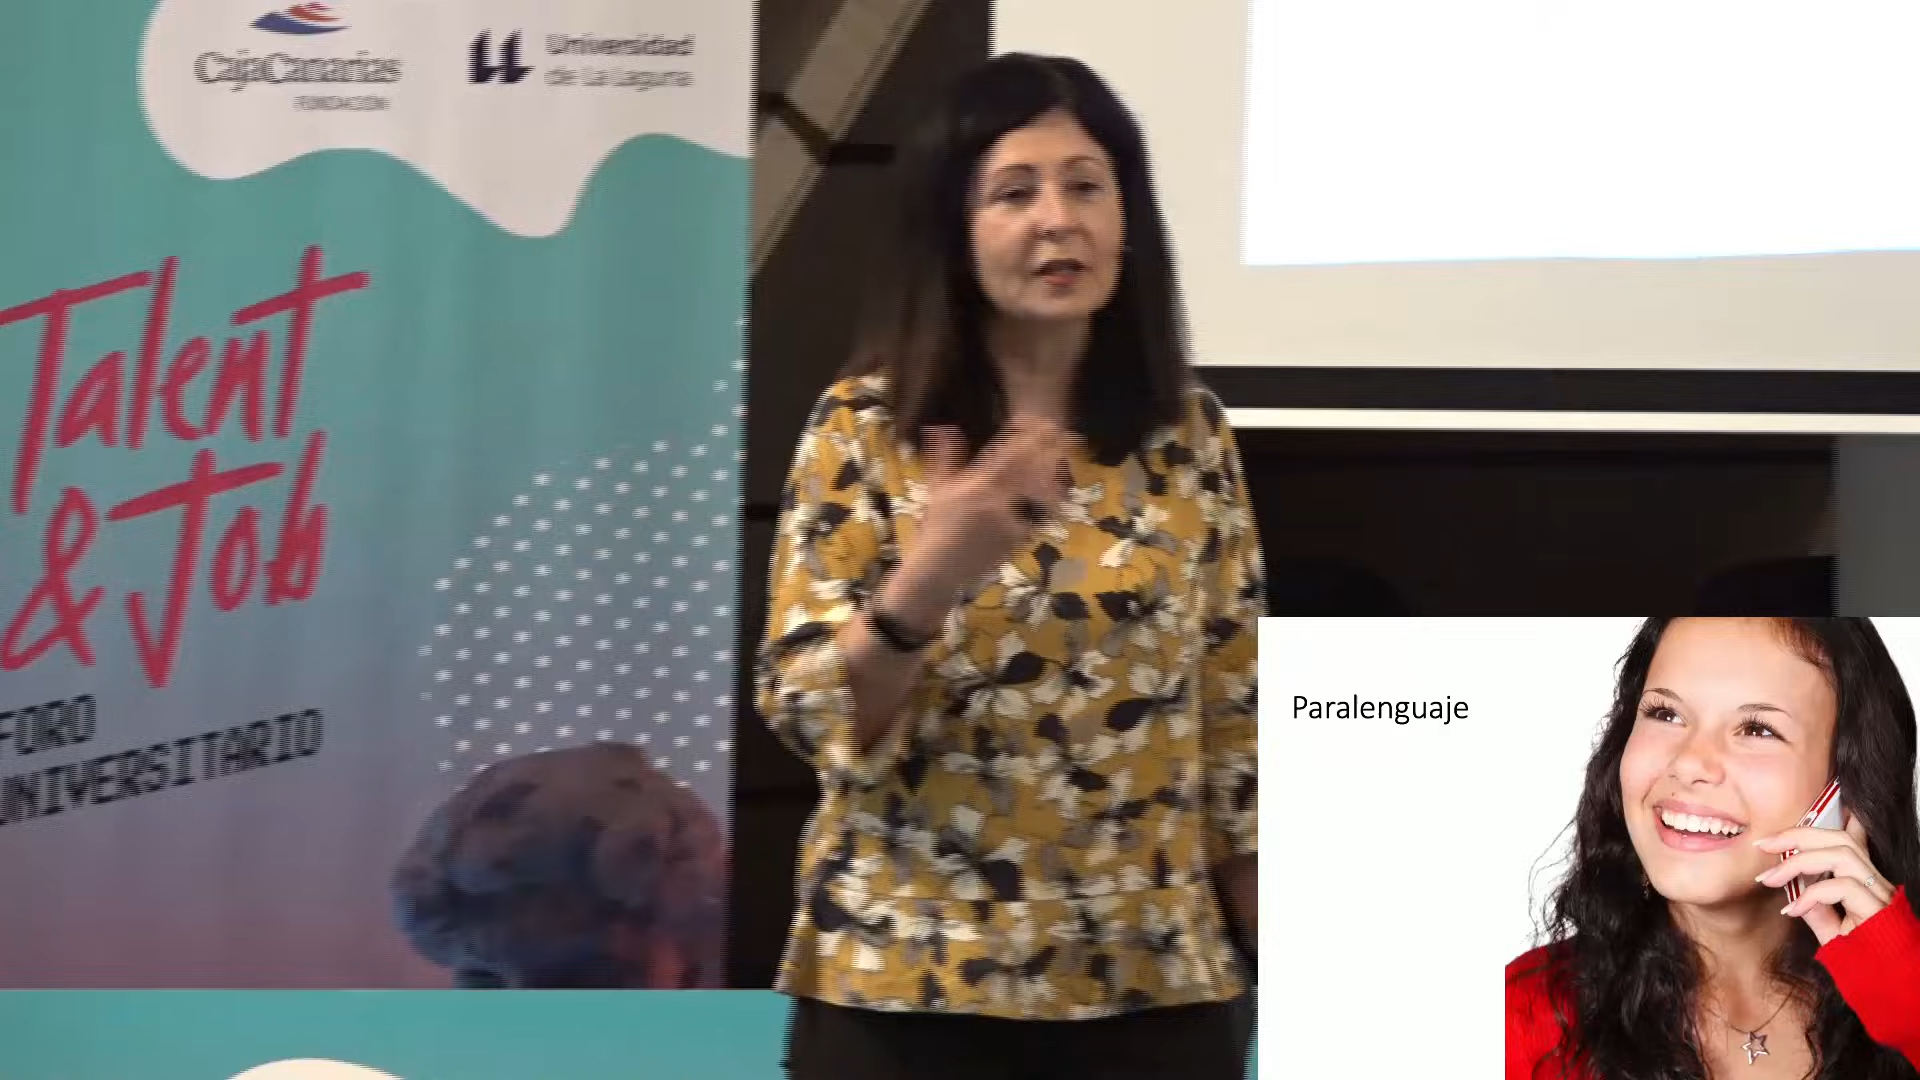 CajaCanarias
FUNDACIÓN
Universidad
de La Laguna
Talent
& Job
FORO
UNIVERSITARIO
Paralenguaje